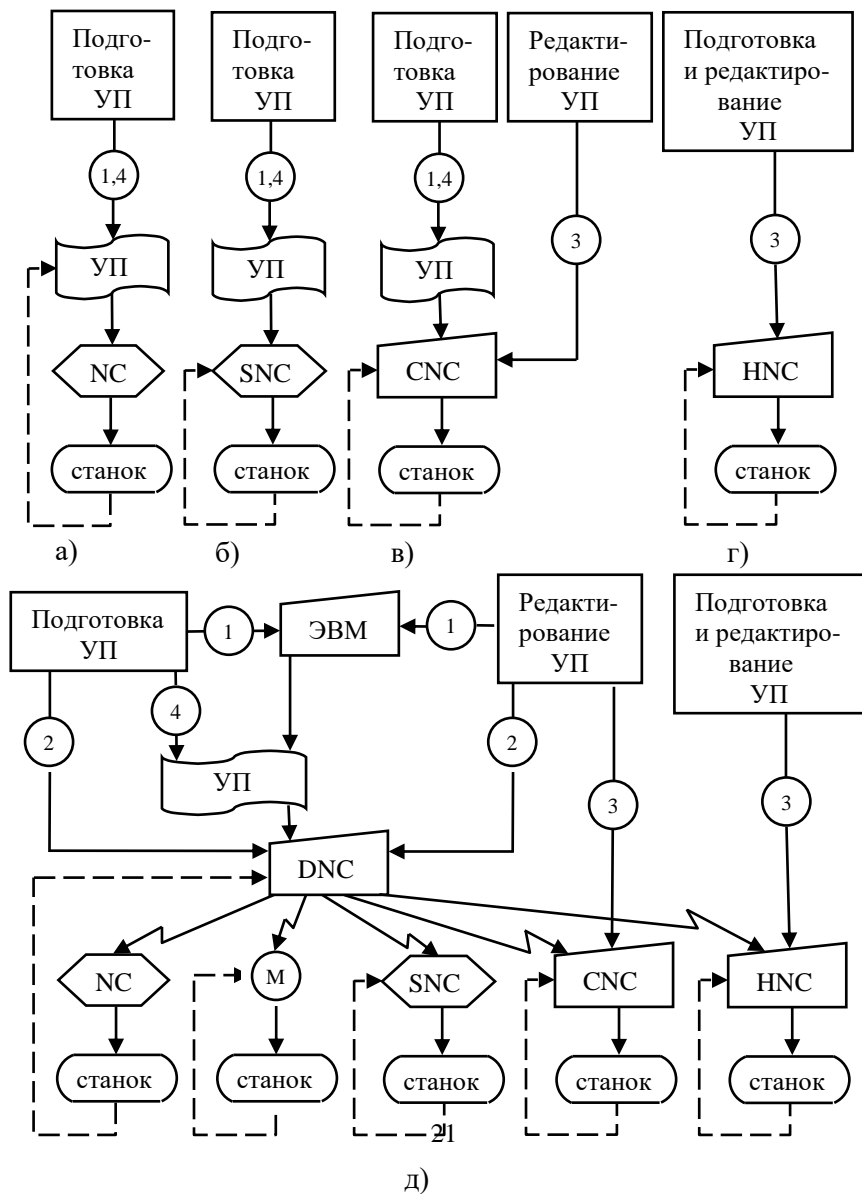 Подго-
товка
УП
Подго-
товка
УП
Подго-
товка
УП
Редакти-
рование
УП
Подготовка
и редактиро-
вание
УП
1,4
1,4
1,4
3
3
УП
УП
УП
NC
SNC
CNC
HNC
станок
станок
станок
станок
а)
б)
в)
г)
Подготовка
УП
1
ЭВМ
1
Редакти-
рование
УП
Подготовка
и редактиро-
вание
УП
2
4
2
3
3
УП
DNC
NC
М
SNC
CNC
HNC
станок
станок
станок
станок
станок
21
д)